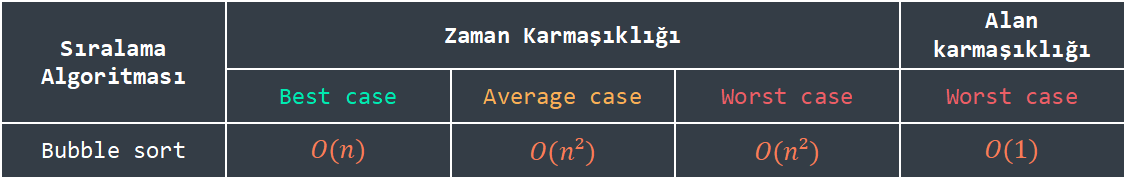 Sıralama
Algoritması
Zaman Karmaşıklığı
Alan
karmaşıklığı
Best case
Average case
Worst case
Worst case
Bubble sort
O(n)
O(n²)
O(n²)
O(1)